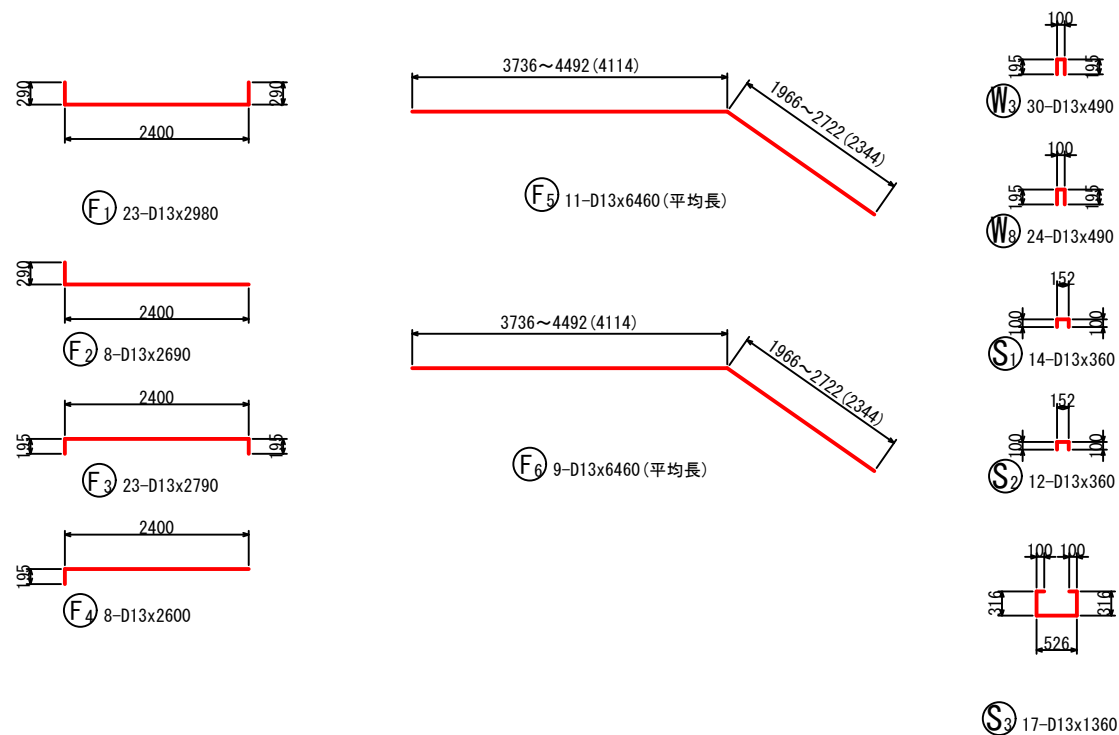 290
290
2400
F1 23-D13x2980
290
2400
F2 8-D13x2690
2400
195
195
F3 23-D13x2790
2400
195
F4 8-D13x2600
3736～4492(4114)
1966～2722(2344)
F5 11-D13x6460(平均長)
3736～4492(4114)
1966～2722(2344)
F6 9-D13x6460(平均長)
100
195
195
W3 30-D13x490
100
195
195
W8 24-D13x490
152
100
100
S1 14-D13x360
152
100
100
S2 12-D13x360
100 100
316
316
526
S3 17-D13x1360